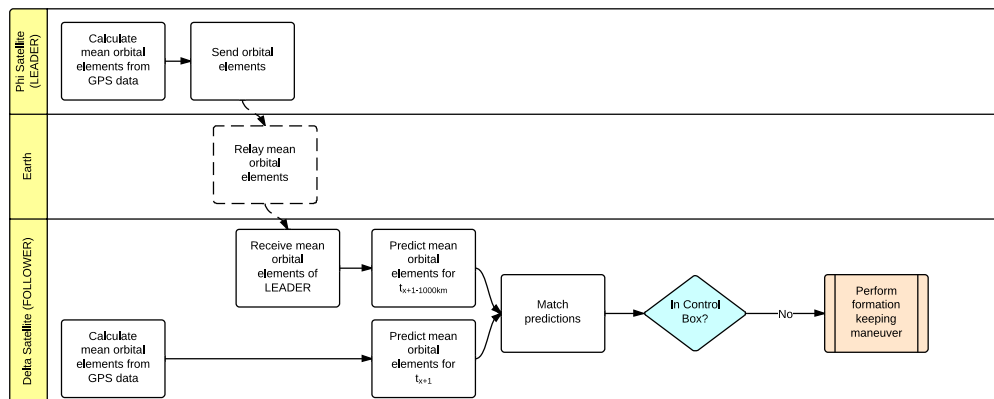 Phi Satellite
(LEADER)
Calculate
mean orbital
elements from
GPS data
Send orbital
elements
Earth
Relay mean
orbital
elements
Delta Satellite (FOLLOWER)
Receive mean
orbital
elements of
LEADER
Predict mean
orbital
elements for
tx+1-1000km
Calculate
mean orbital
elements from
GPS data
Predict mean
orbital
elements for
tx+1
Match
predictions
In Control
Box?
No
Perform
formation
keeping
maneuver